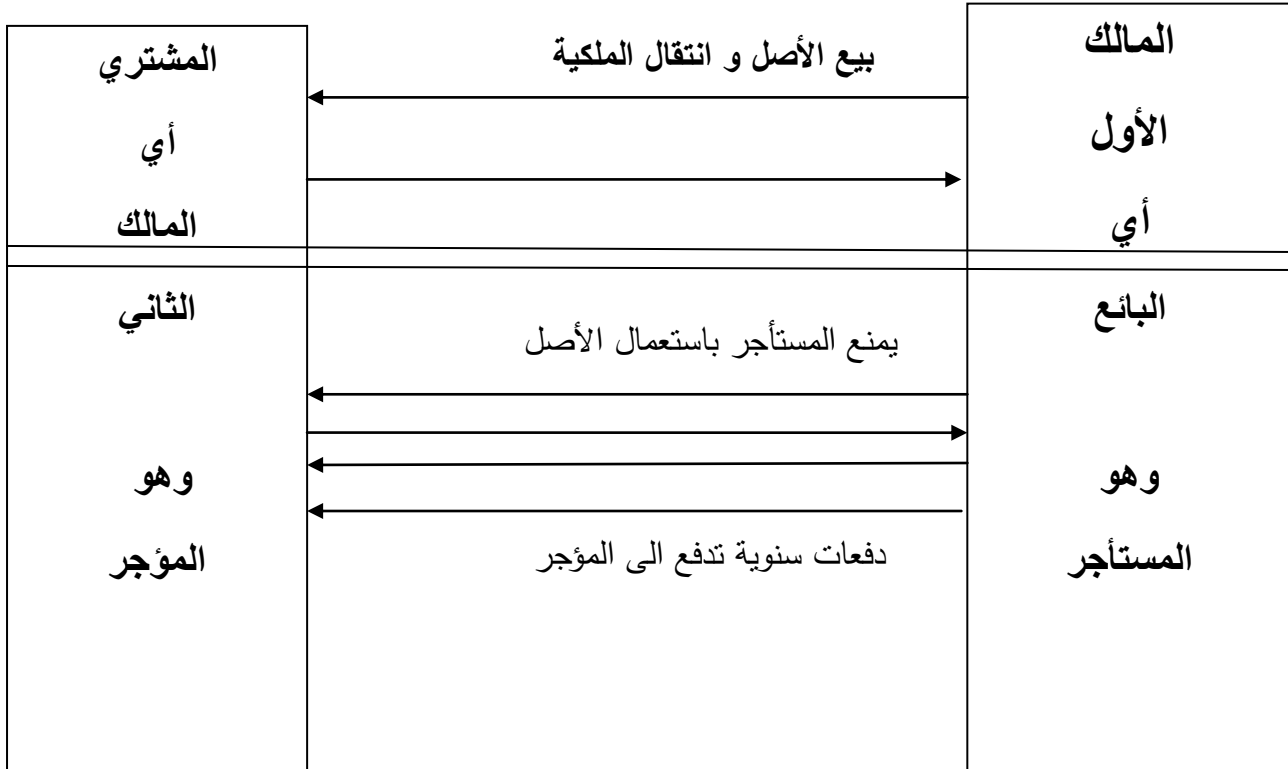 المالك
الأول
أي
البائع
وهو
المستأجر
بيع الأصل و انتقال الملكية
يمنع المستأجر باستعمال الأصل
دفعات سنوية تدفع الى المؤجر
المشتري
أي
المالك
الثاني
وهو
المؤجر